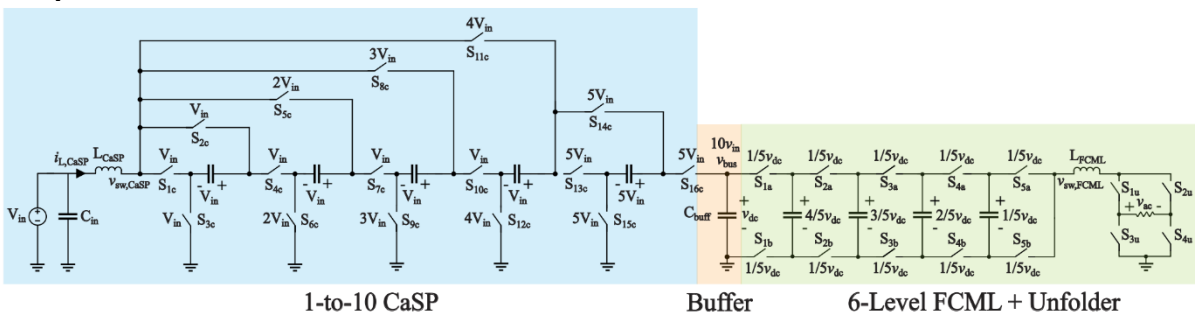 4V_in
S_11c
3V_in
S_8c
2V_in
S_5c
5V_in
S_14c
V_in
S_2c
i_L,CaSP
L_CaSP
V_in
V_in
V_in
V_in
5V_in
5V_in
10v_in
v_bus
1/5v_dc
1/5v_dc
1/5v_dc
1/5v_dc
1/5v_dc
L_FCML
v_sw,CaSP
S_1c
- +
V_in
S_4c
- +
V_in
S_7c
- +
V_in
S_10c
- +
V_in
S_13c
- +
5V_in
S_16c
S_1a
S_2a
S_3a
S_4a
S_5a
v_sw,FCML
S_1u
S_2u
V_in
+
-
C_in
V_in
S_3c
2V_in
S_6c
3V_in
S_9c
4V_in
S_12c
5V_in
S_15c
C_buff
+
v_dc
-
+
4/5v_dc
-
+
3/5v_dc
-
+
2/5v_dc
-
+
1/5v_dc
-
+ v_ac -
S_1b
S_2b
S_3b
S_4b
S_5b
S_3u
S_4u
1/5v_dc
1/5v_dc
1/5v_dc
1/5v_dc
1/5v_dc
1-to-10 CaSP
Buffer
6-Level FCML + Unfolder